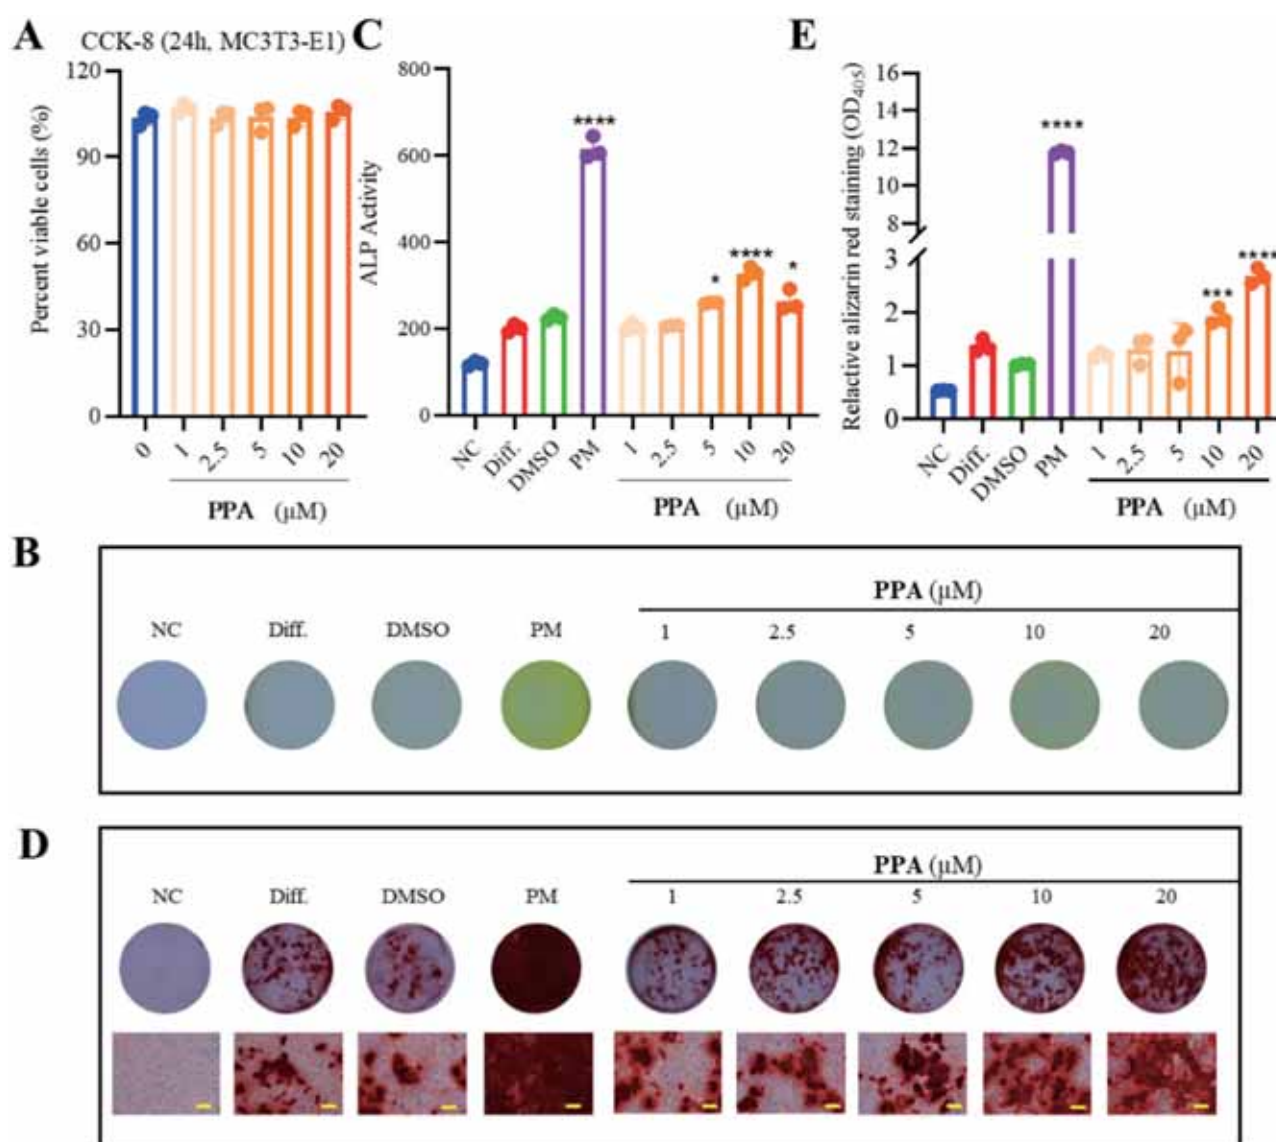 A
CCK-8 (24h, MC3T3-E1)
Percent viable cells (%)
120
90
60
30
0
0 1 2.5 5 10 20
PPA (μM)
C
ALP Activity
800
600
400
200
0
****
* **** *
NC Diff. DMSO PM 1 2.5 5 10 20
PPA (μM)
E
Relactive alizarin red staining (OD405)
16
14
12
10
8
3
2
1
0
****
*** ****
NC Diff. DMSO PM 1 2.5 5 10 20
PPA (μM)
B
PPA (μM)
NC Diff. DMSO PM 1 2.5 5 10 20
D
PPA (μM)
NC Diff. DMSO PM 1 2.5 5 10 20